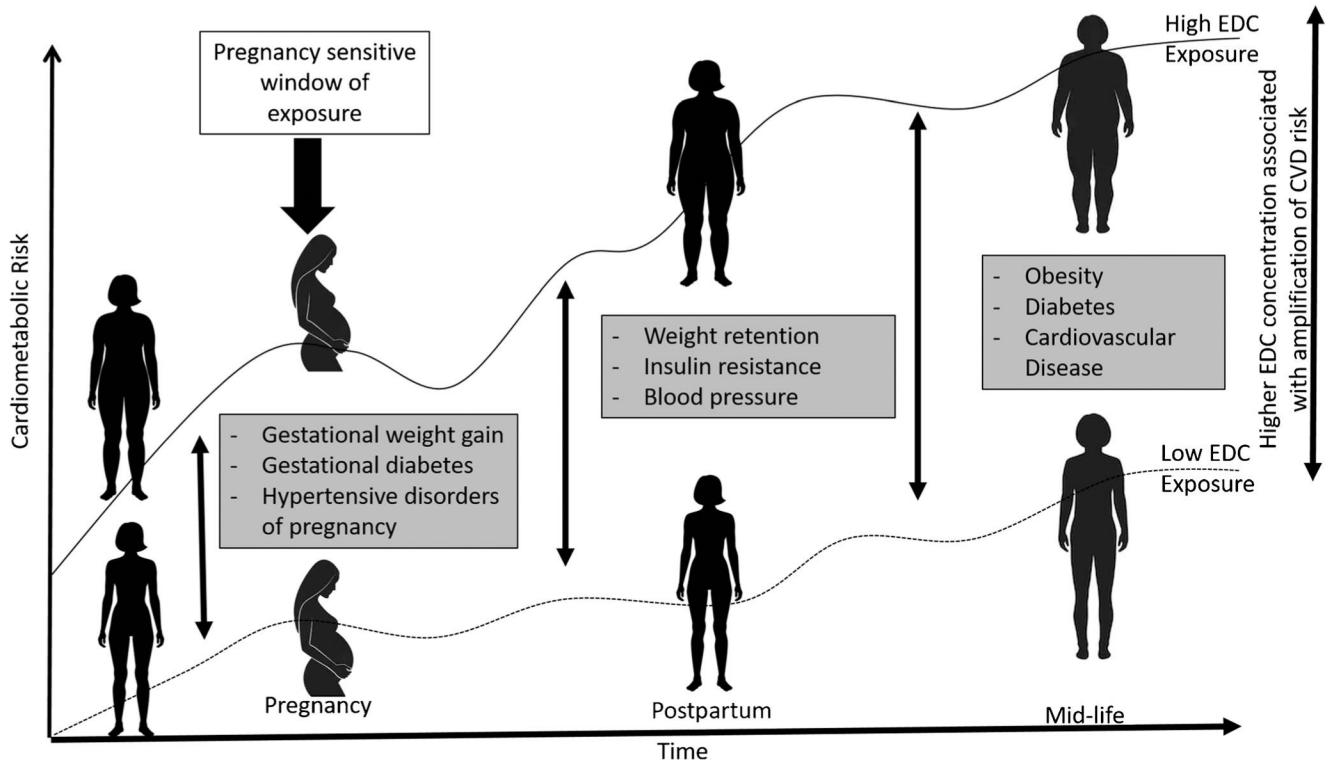 Pregnancy sensitive
window of
exposure
High EDC
Exposure
Cardiometabolic Risk
Higher EDC concentration associated
with amplification of CVD risk
- Obesity
- Diabetes
- Cardiovascular
Disease
- Weight retention
- Insulin resistance
- Blood pressure
- Gestational weight gain
- Gestational diabetes
- Hypertensive disorders
of pregnancy
Low EDC
Exposure
Pregnancy
Postpartum
Mid-life
Time